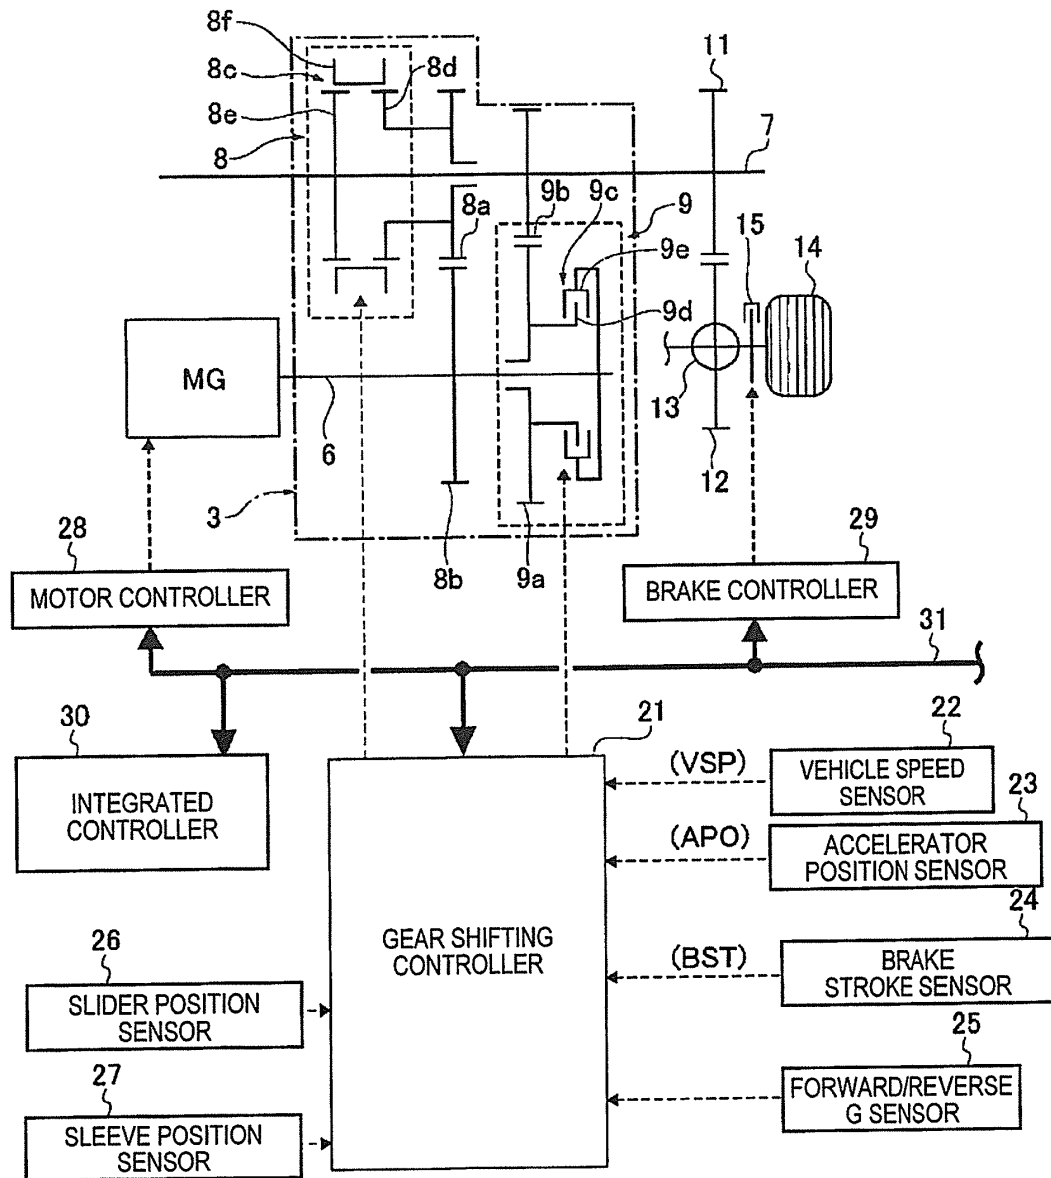 8f
8c
8d
8e
8
11
7
8a
9b
9c
9
9e
9d
15
14
MG
13
12
6
3
8b
9a
28
MOTOR CONTROLLER
29
BRAKE CONTROLLER
31
30
INTEGRATED
CONTROLLER
21
GEAR SHIFTING
CONTROLLER
(VSP)
22
VEHICLE SPEED
SENSOR
(APO)
23
ACCELERATOR
POSITION SENSOR
(BST)
24
BRAKE
STROKE SENSOR
25
FORWARD/REVERSE
G SENSOR
26
SLIDER POSITION
SENSOR
27
SLEEVE POSITION
SENSOR